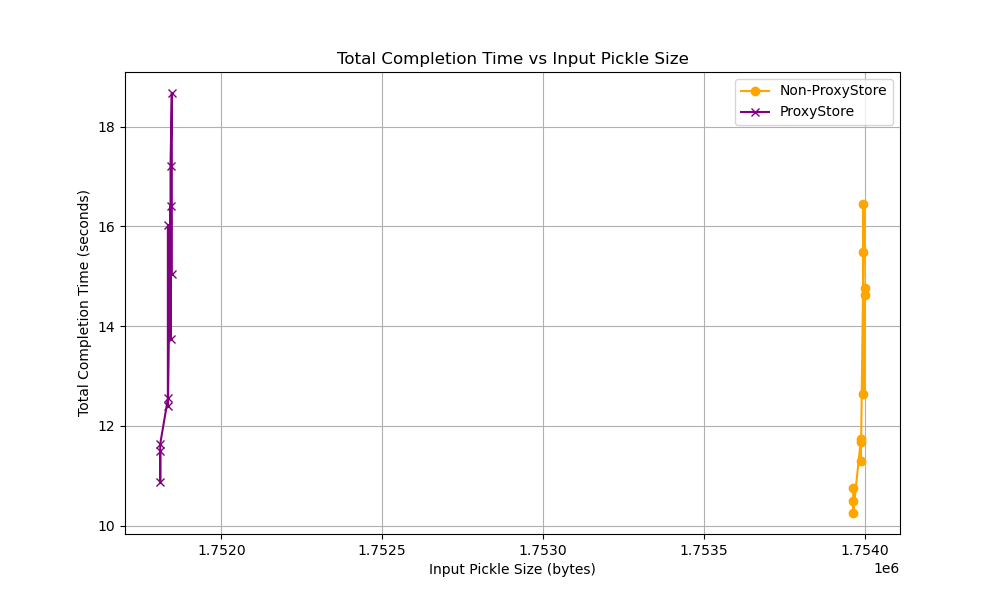 Total Completion Time vs Input Pickle Size
Non-ProxyStore
ProxyStore
Total Completion Time (seconds)
18
16
14
12
10
1.7520
1.7525
1.7530
1.7535
1.7540
1e6
Input Pickle Size (bytes)